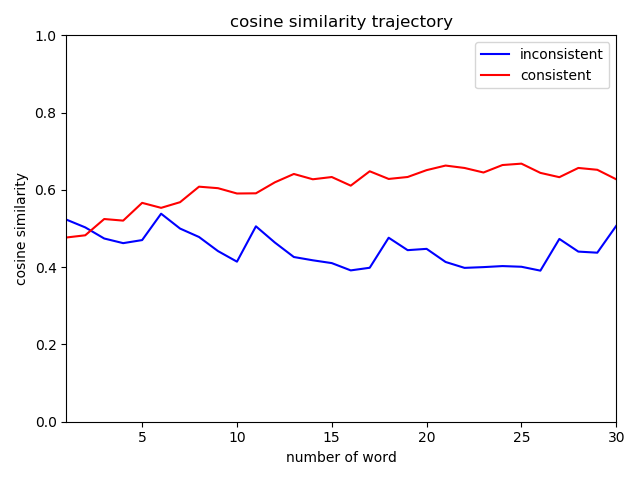 cosine similarity trajectory
inconsistent
consistent
cosine similarity
1.0
0.8
0.6
0.4
0.2
0.0
5
10
15
20
25
30
number of word